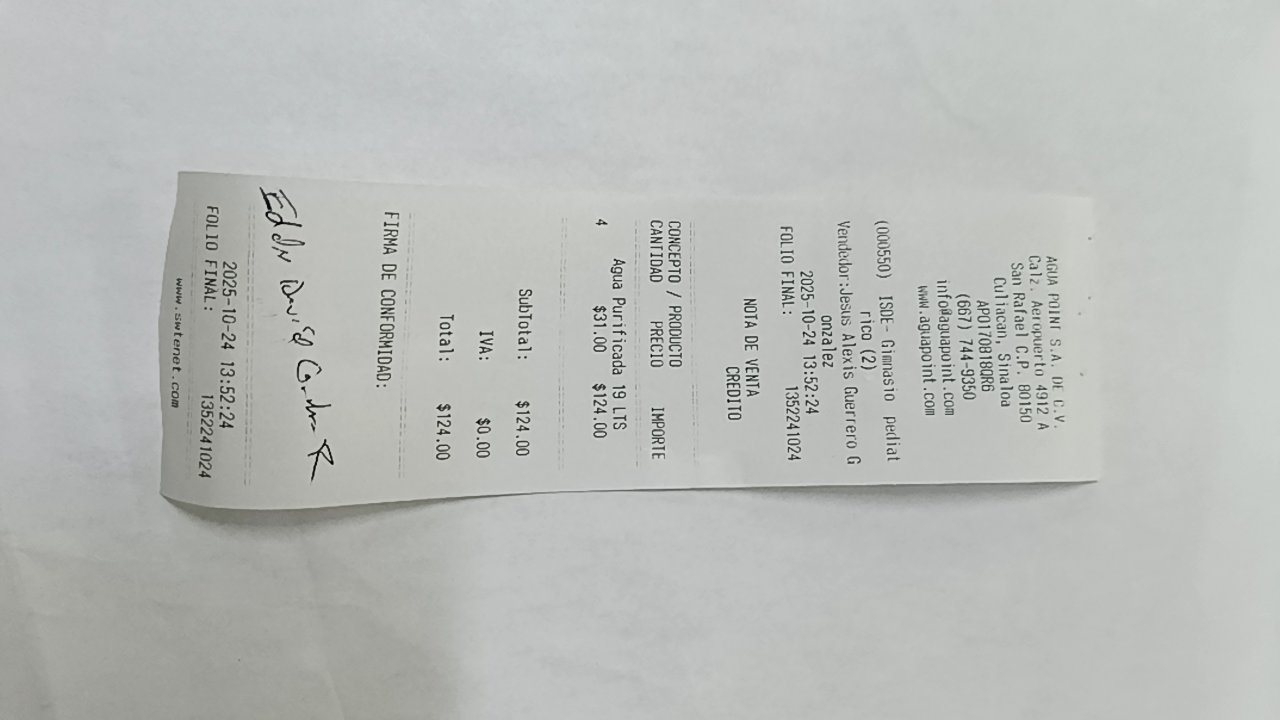 AGUA POINT S.A. DE C.V.
Calz. Aeropuerto 4912 A
San Rafael C.P. 80150
Culiacan, Sinaloa
APO170818QR6
(667) 744-9350
info@aguapoint.com
www.aguapoint.com
(000550) ISDE- Gimnasio pediat
rico (2)
Vendedor:Jesus Alexis Guerrero G
onzalez
2025-10-24 13:52:24
FOLIO FINAL: 1352241024
NOTA DE VENTA
CREDITO
CONCEPTO / PRODUCTO
CANTIDAD PRECIO IMPORTE
Agua Purificada 19 LTS
4 $31.00 $124.00
SubTotal: $124.00
IVA: $0.00
Total: $124.00
FIRMA DE CONFORMIDAD:
David
2025-10-24 13:52:24
FOLIO FINAL: 1352241024
www.swtenet.com